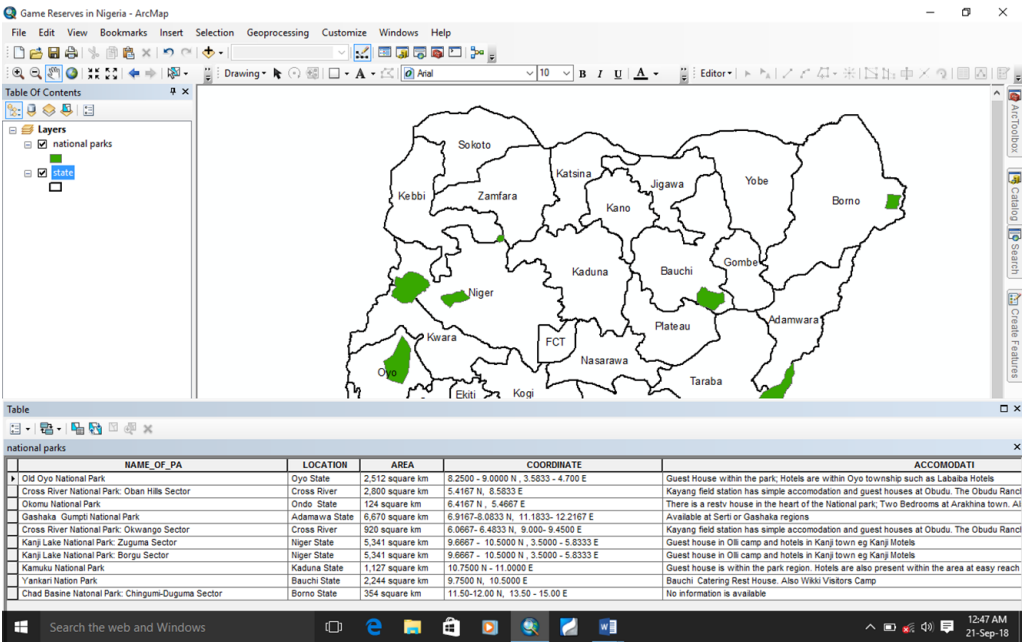 Game Reserves in Nigeria - ArcMap
File Edit View Bookmarks Insert Selection Geoprocessing Customize Windows Help
Drawing Arial 10 B I U A Editor
Table Of Contents
Layers
national parks
state
Sokoto
Katsina
Jigawa
Yobe
Kebbi
Zamfara
Kano
Borno
Gombe
Kaduna
Bauchi
Niger
Adamwara
Plateau
Kwara
FCT
Nasarawa
Oyo
Taraba
Ekiti
Kogi
ArcToolbox
Catalog
Search
Create Features
Table
national parks
NAME_OF_PA LOCATION AREA COORDINATE ACCOMODATI
Old Oyo National Park Oyo State 2,512 square km 8.2500 - 9.0000 N , 3.5833 - 4.700 E Guest House within the park; Hotels are within Oyo township such as Labaiba Hotels
Cross River National Park: Oban Hills Sector Cross River 2,800 square km 5.4167 N, 8.5833 E Kayang field station has simple accomodation and guest houses at Obudu. The Obudu Ranch
Okomu National Park Ondo State 124 square km 6.4167 N , 5.4667 E There is a restv house in the heart of the National park; Two Bedrooms at Arakhina town. Al
Gashaka Gumpti National Park Adamawa State 6,670 square km 6.9167-8.0833 N, 11.1833- 12.2167 E Available at Serti or Gashaka regions
Cross River National Park: Okwango Sector Cross River 920 square km 6.0667- 6.4833 N, 9.000- 9.4500 E Kayang field station has simple accomodation and guest houses at Obudu. The Obudu Ranch
Kanji Lake National Park: Zuguma Sector Niger State 5,341 square km 9.6667 - 10.5000 N , 3.5000 - 5.8333 E Guest house in Olli camp and hotels in Kanji town eg Kanji Motels
Kanji Lake National Park: Borgu Sector Niger State 5,341 square km 9.6667 - 10.5000 N , 3.5000 - 5.8333 E Guest house in Olli camp and hotels in Kanji town eg Kanji Motels
Kamuku National Park Kaduna State 1,127 square km 10.7500 N - 11.0000 E Guest house is within the park region. Hotels are also present within the area at easy reach
Yankari Nation Park Bauchi State 2,244 square km 9.7500 N, 10.5000 E Bauchi Catering Rest House. Also Wikki Visitors Camp
Chad Basine National Park: Chingumi-Duguma Sector Borno State 354 square km 11.50-12.00 N, 13.50 - 15.00 E No information is available
Search the web and Windows
12:47 AM
21-Sep-18